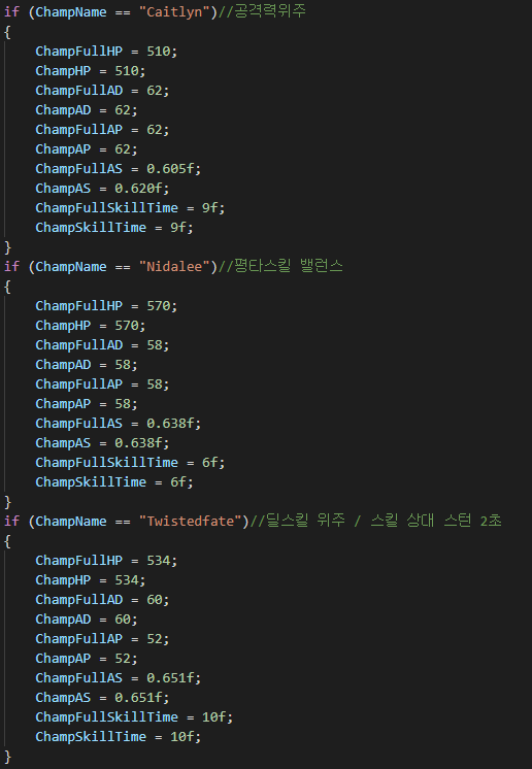 if (ChampName == "Caitlyn")//공격력위주
{
ChampFullHP = 510;
ChampHP = 510;
ChampFullAD = 62;
ChampAD = 62;
ChampFullAP = 62;
ChampAP = 62;
ChampFullAS = 0.605f;
ChampAS = 0.620f;
ChampFullSkillTime = 9f;
ChampSkillTime = 9f;
}
if (ChampName == "Nidalee")//평타스킬 밸런스
{
ChampFullHP = 570;
ChampHP = 570;
ChampFullAD = 58;
ChampAD = 58;
ChampFullAP = 58;
ChampAP = 58;
ChampFullAS = 0.638f;
ChampAS = 0.638f;
ChampFullSkillTime = 6f;
ChampSkillTime = 6f;
}
if (ChampName == "Twistedfate")//딜스킬 위주 / 스킬 상대 스턴 2초
{
ChampFullHP = 534;
ChampHP = 534;
ChampFullAD = 60;
ChampAD = 60;
ChampFullAP = 52;
ChampAP = 52;
ChampFullAS = 0.651f;
ChampAS = 0.651f;
ChampFullSkillTime = 10f;
ChampSkillTime = 10f;
}